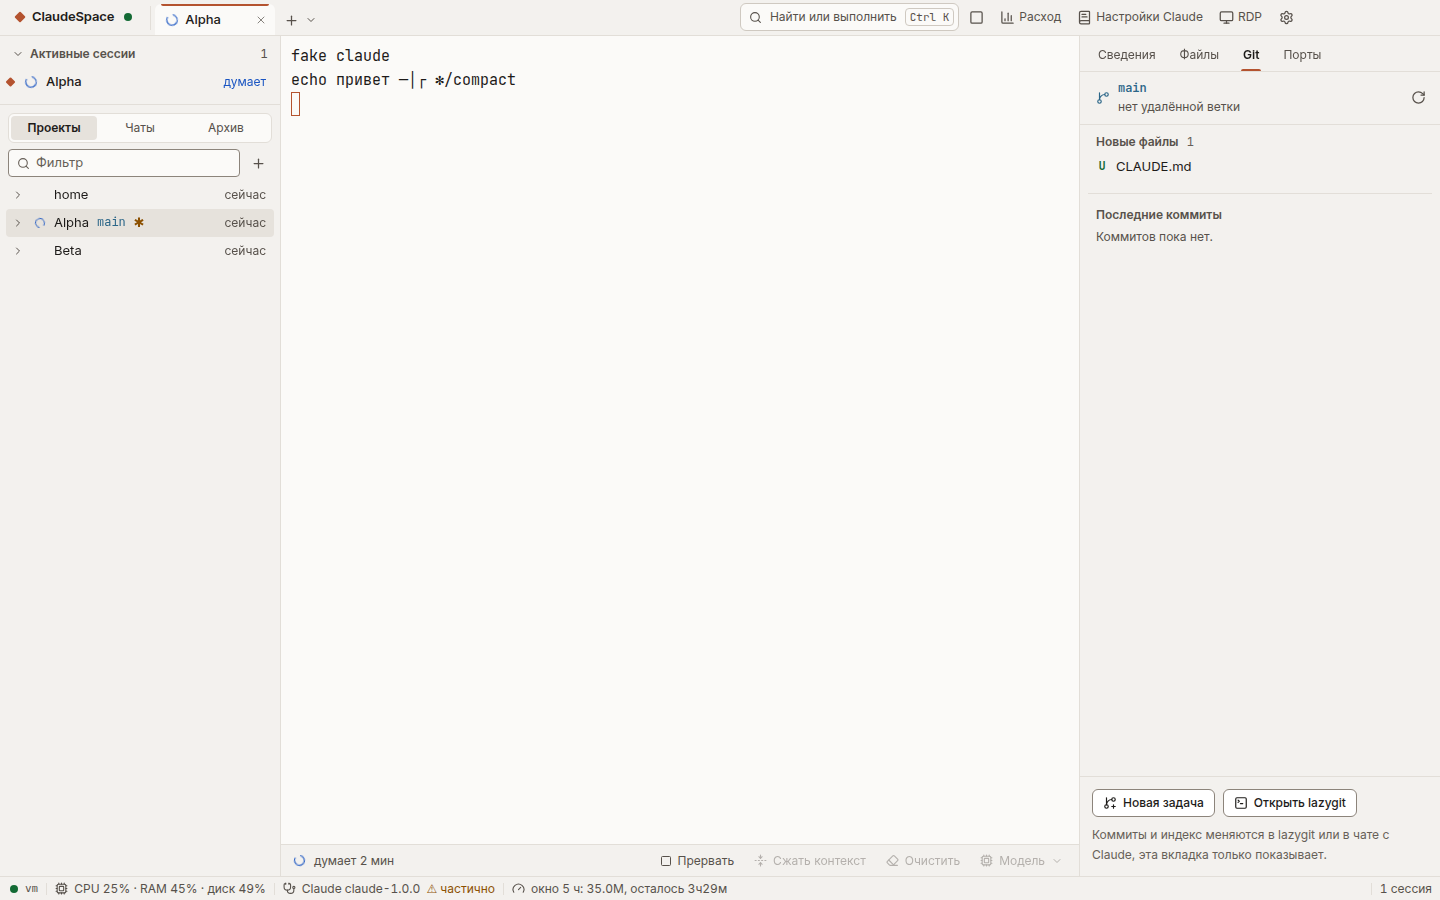 ClaudeSpace
Alpha
Найти или выполнить Ctrl K
Расход
Настройки Claude
RDP
Активные сессии 1
Alpha думает
Проекты Чаты Архив
Фильтр
home сейчас
Alpha main ✱ сейчас
Beta сейчас
fake claude
echo привет ─│┌ ✻/compact
думает 2 мин
Прервать
Сжать контекст
Очистить
Модель
Сведения Файлы Git Порты
main
нет удалённой ветки
Новые файлы 1
U CLAUDE.md
Последние коммиты
Коммитов пока нет.
Новая задача
Открыть lazygit
Коммиты и индекс меняются в lazygit или в чате с
Claude, эта вкладка только показывает.
vm CPU 25% · RAM 45% · диск 49% Claude claude-1.0.0 ⚠ частично окно 5 ч: 35.0M, осталось 3ч29м 1 сессия